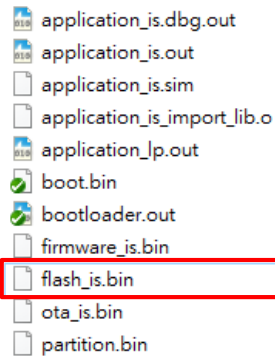 application_is.dbg.out
application_is.out
application_is.sim
application_is_import_lib.o
application_lp.out
boot.bin
bootloader.out
firmware_is.bin
flash_is.bin
ota_is.bin
partition.bin